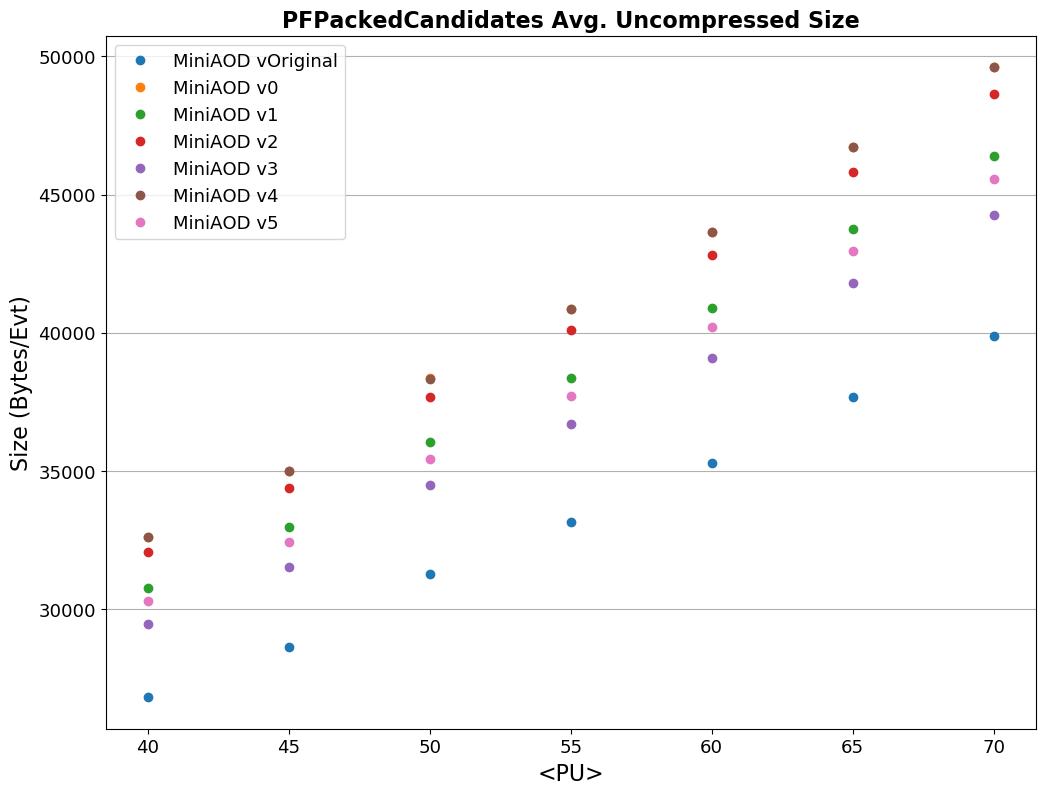 PFPackedCandidates Avg. Uncompressed Size
MiniAOD vOriginal
MiniAOD v0
MiniAOD v1
MiniAOD v2
MiniAOD v3
MiniAOD v4
MiniAOD v5
50000
45000
40000
35000
30000
Size (Bytes/Evt)
40 45 50 55 60 65 70
<PU>